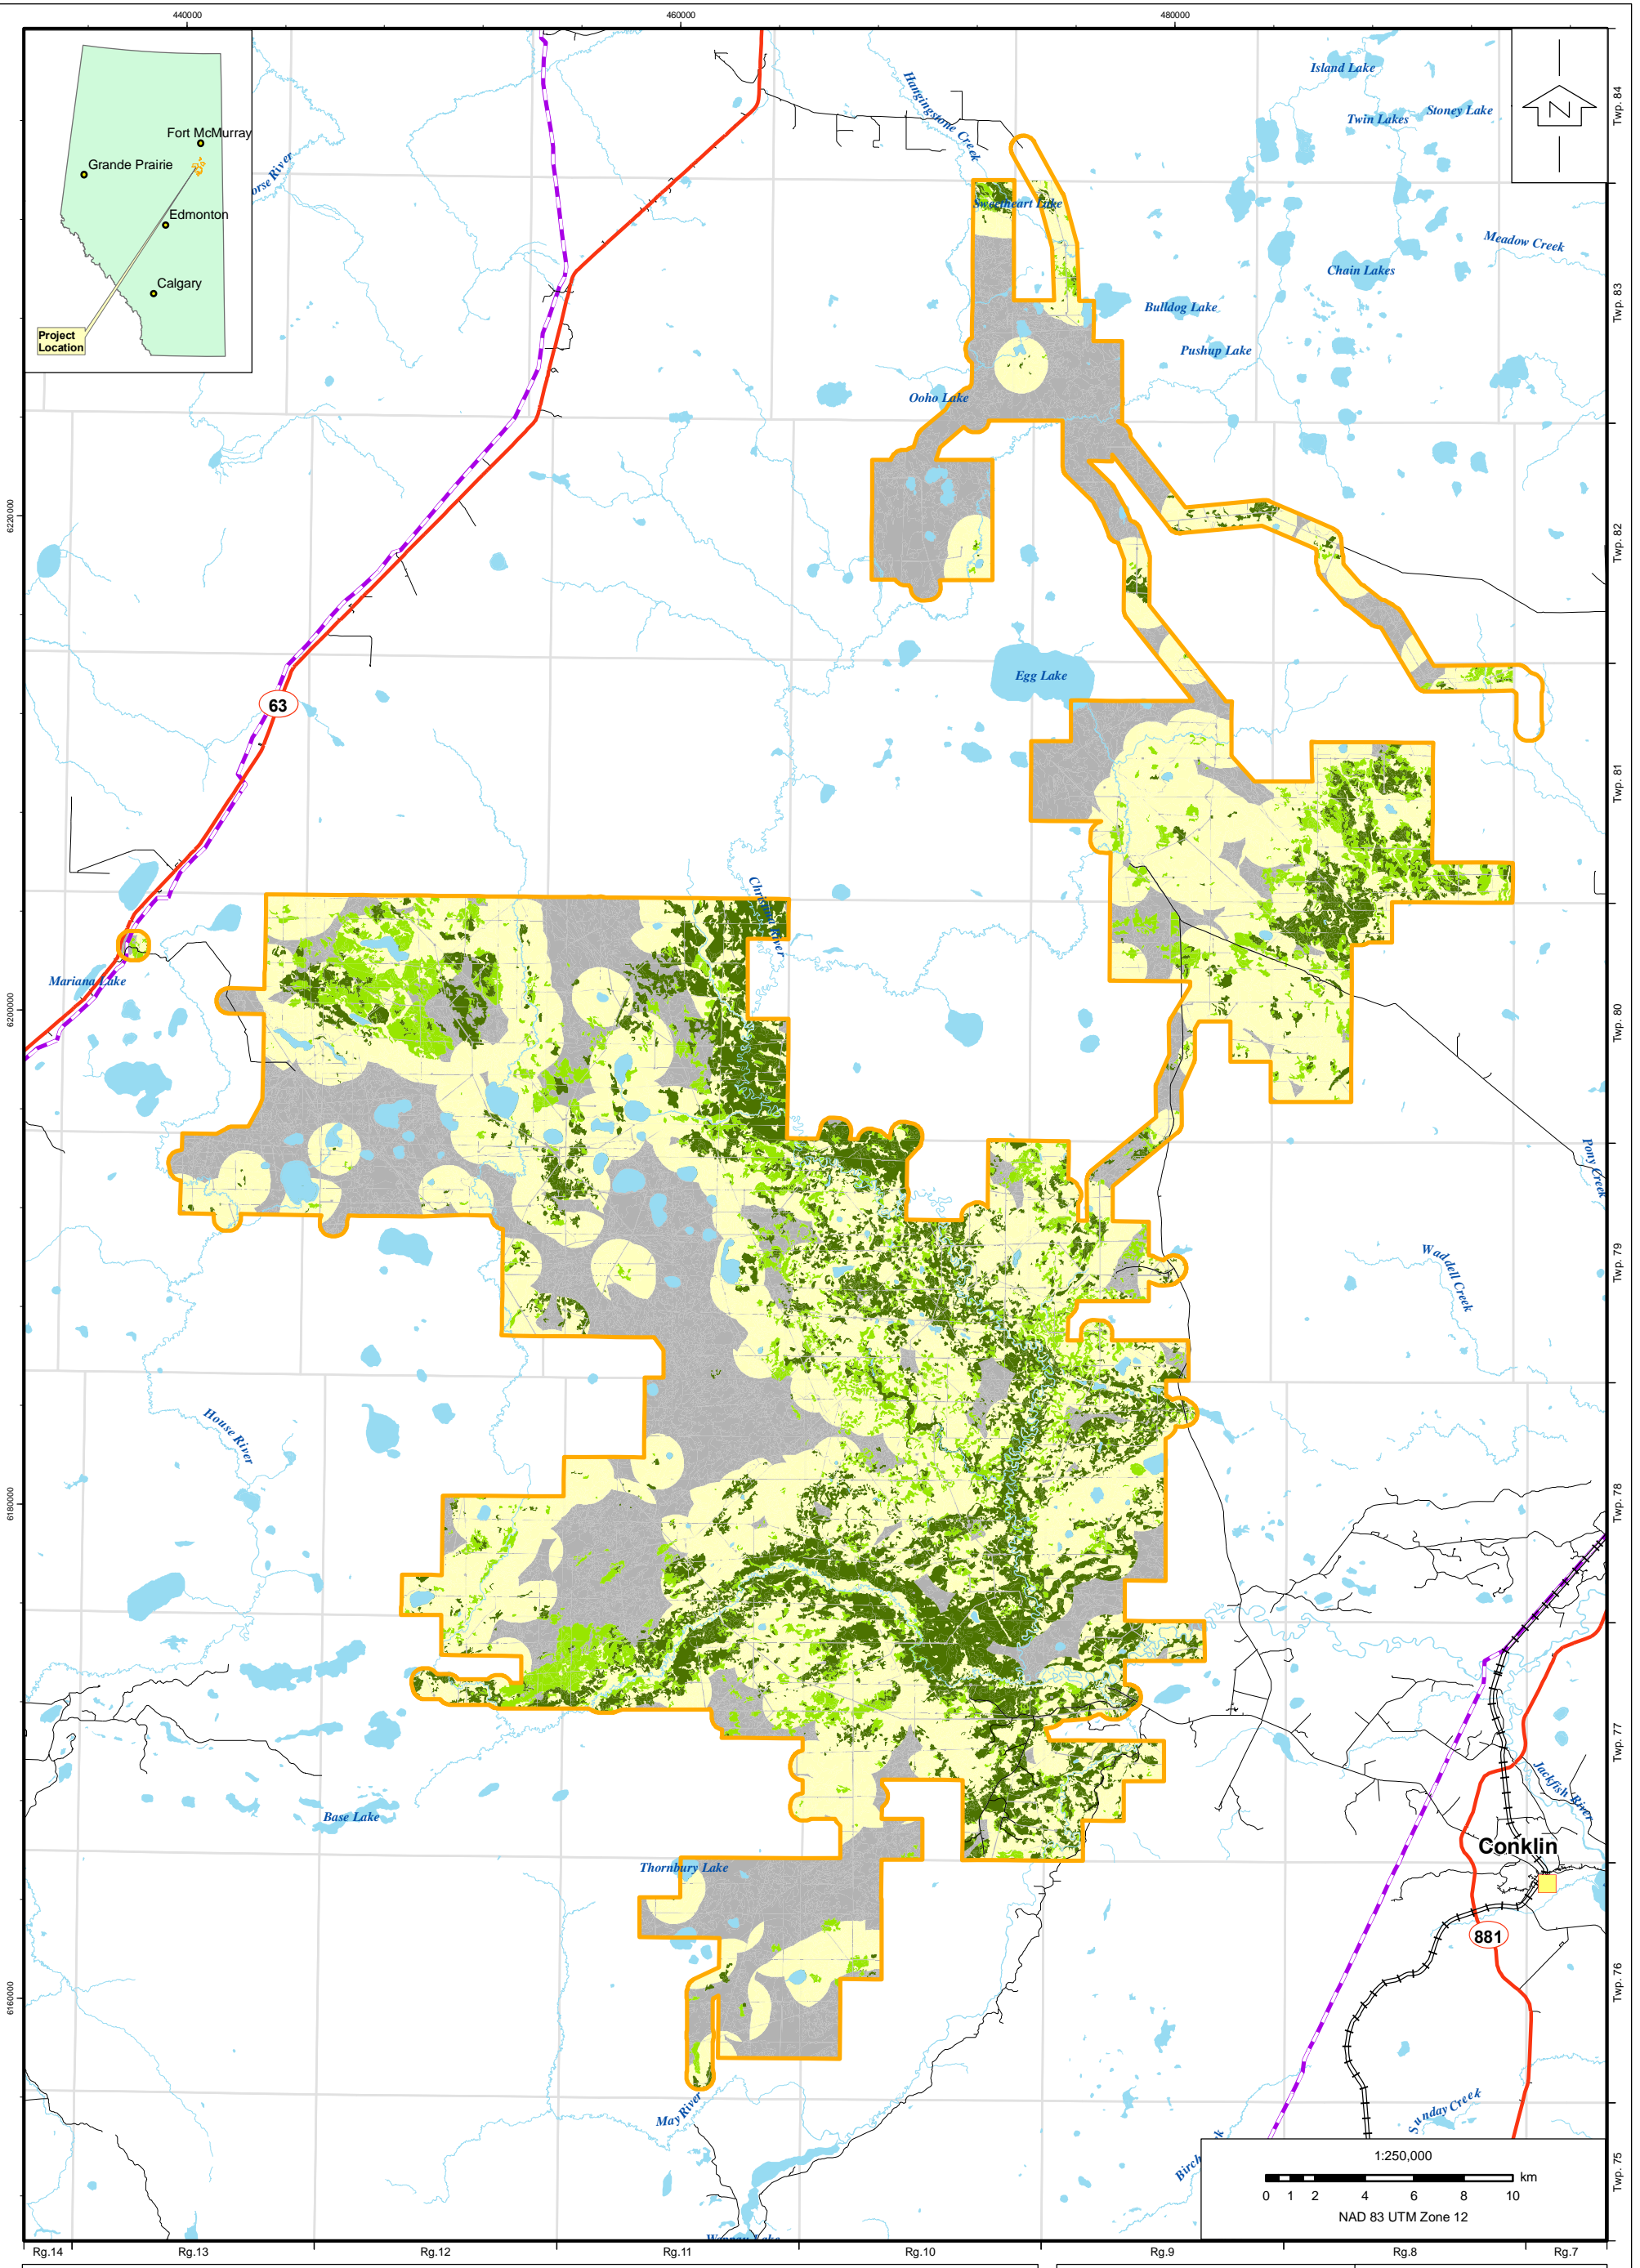 440000
460000
480000
Fort McMurray
Grande Prairie
Edmonton
Calgary
Project
Location
Hangingstone Creek
Island Lake
Twin Lakes
Stoney Lake
N
Twp. 84
orse River
Sweetheart Lake
Meadow Creek
Chain Lakes
Bulldog Lake
Pushup Lake
Twp. 83
Ooho Lake
6220000
Twp. 82
Egg Lake
63
Twp. 81
Christina River
Mariana Lake
6200000
Twp. 80
Pony Creek
Waddell Creek
Twp. 79
House River
6180000
Twp. 78
Twp. 77
Jackfish River
Base Lake
Conklin
Thornbury Lake
881
6160000
Twp. 76
May River
Sunday Creek
Birch
Twp. 75
1:250,000
km
0 1 2 4 6 8 10
NAD 83 UTM Zone 12
Rg.14 Rg.13 Rg.12 Rg.11 Rg.10 Rg.9 Rg.8 Rg.7